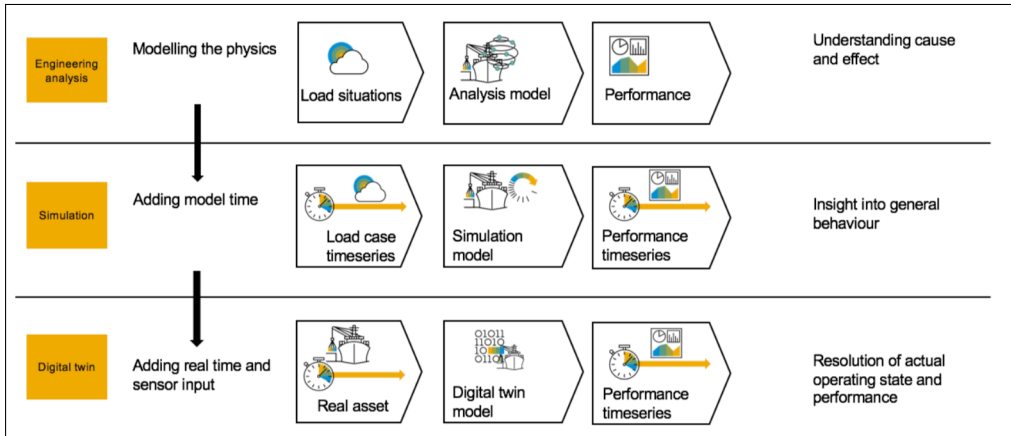 Engineering
analysis
Modelling the physics
Load situations
Analysis model
Performance
Understanding cause
and effect
Simulation
Adding model time
Load case
timeseries
Simulation
model
Performance
timeseries
Insight into general
behaviour
Digital twin
Adding real time and
sensor input
Real asset
01011
11010
10
0110
Digital twin
model
Performance
timeseries
Resolution of actual
operating state and
performance